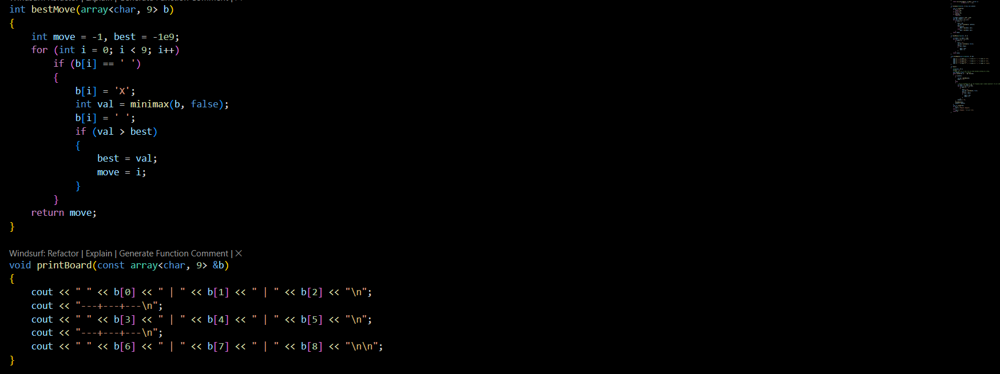 int bestMove(array<char, 9> b)
{
    int move = -1, best = -1e9;
    for (int i = 0; i < 9; i++)
        if (b[i] == ' ')
        {
            b[i] = 'X';
            int val = minimax(b, false);
            b[i] = ' ';
            if (val > best)
            {
                best = val;
                move = i;
            }
        }
    return move;
}
Windsurf: Refactor | Explain | Generate Function Comment | ✕
void printBoard(const array<char, 9> &b)
{
    cout << " " << b[0] << " | " << b[1] << " | " << b[2] << "\n";
    cout << "---+---+---\n";
    cout << " " << b[3] << " | " << b[4] << " | " << b[5] << "\n";
    cout << "---+---+---\n";
    cout << " " << b[6] << " | " << b[7] << " | " << b[8] << "\n\n";
}